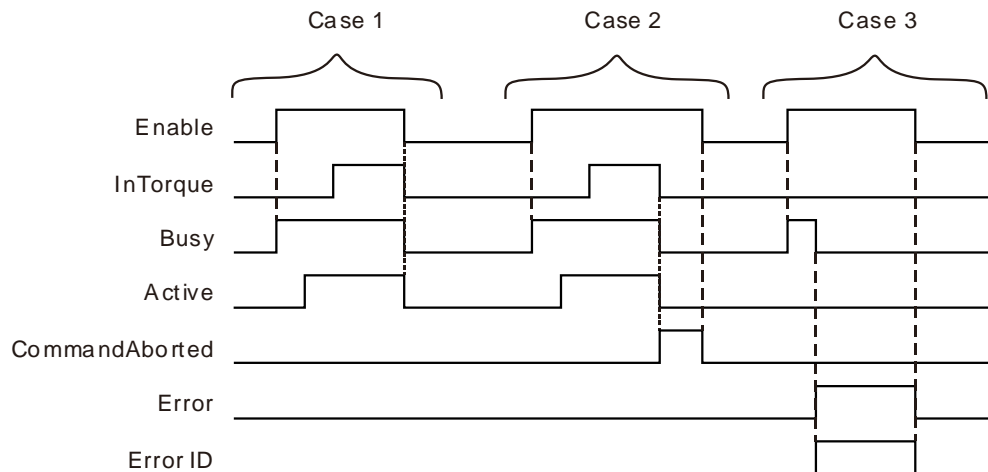 Case 1
Case 2
Case 3
Enable
InTorque
Busy
Active
CommandAborted
Error
Error ID